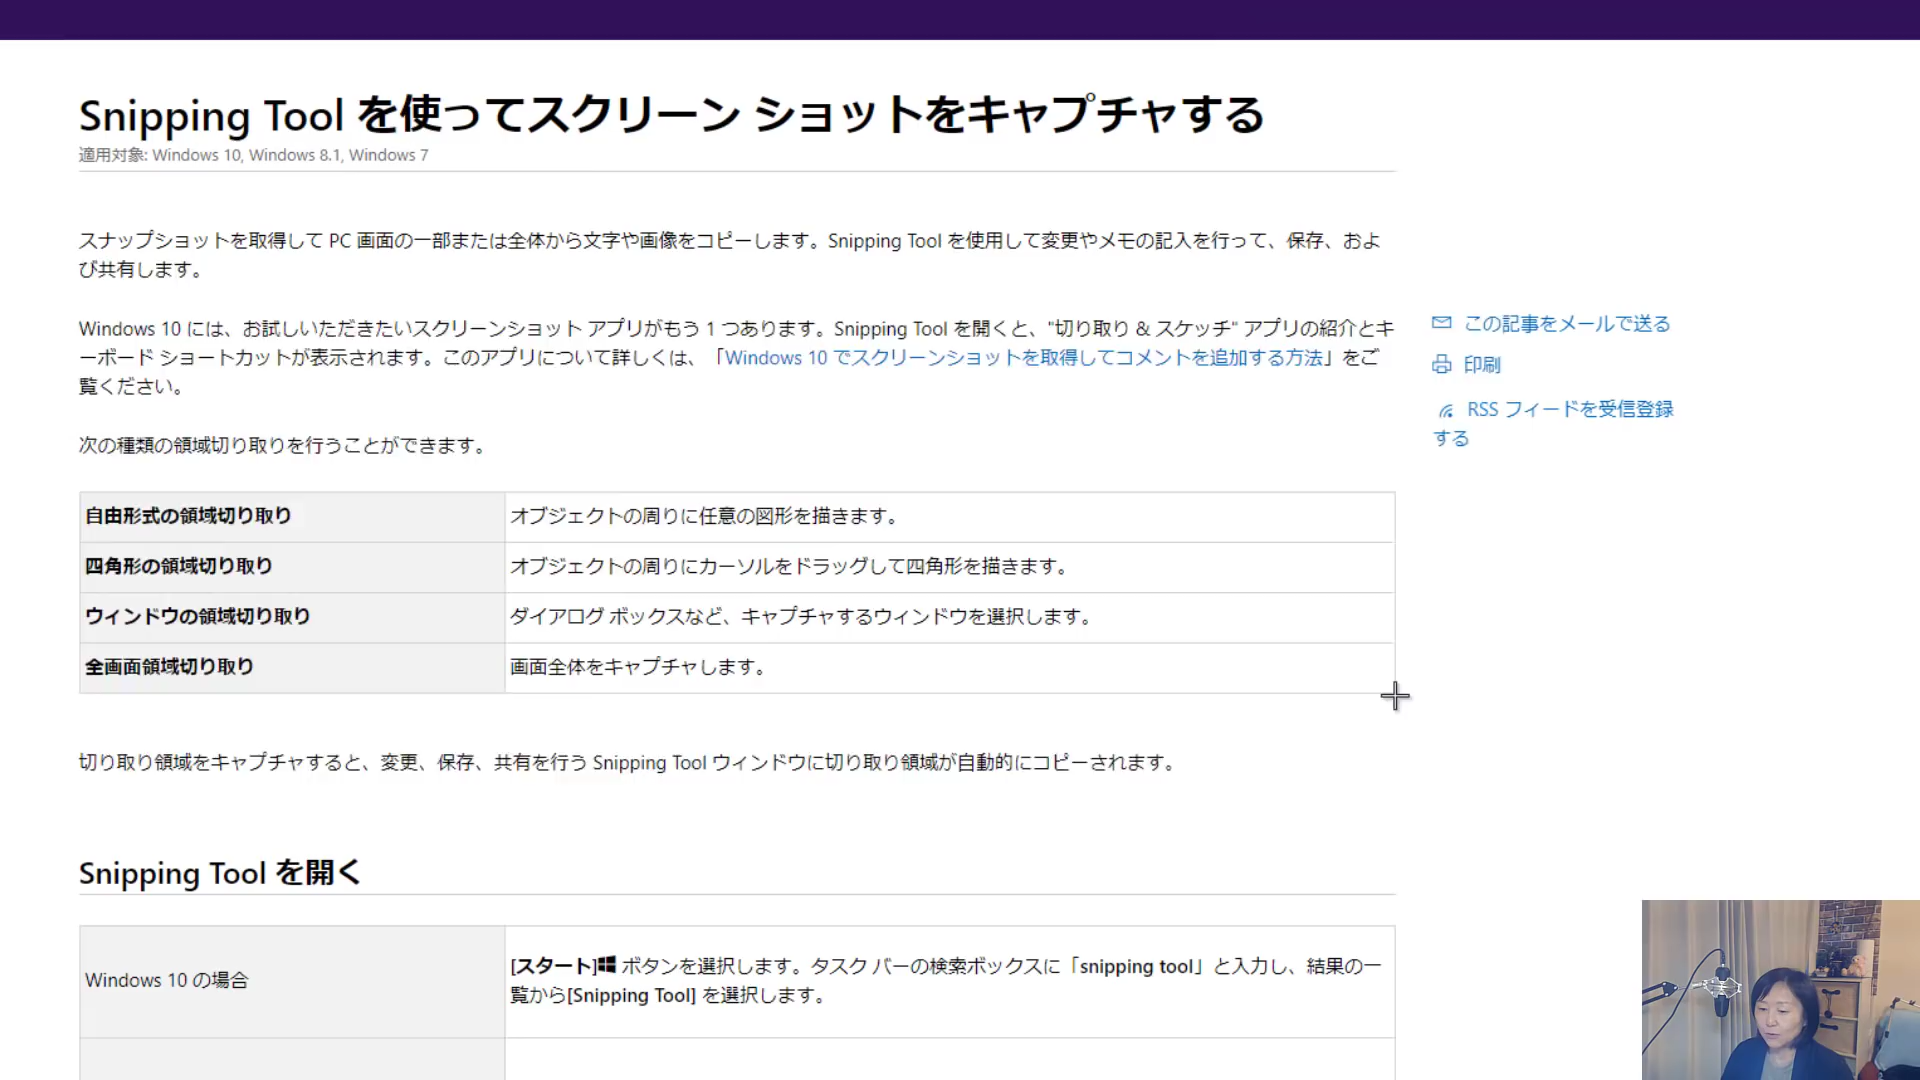 Snipping Tool を使ってスクリーン ショットをキャプチャする
適用対象: Windows 10, Windows 8.1, Windows 7
スナップショットを取得して PC 画面の一部または全体から文字や画像をコピーします。Snipping Tool を使用して変更やメモの記入を行って、保存、およ
び共有します。
Windows 10 には、お試しいただきたいスクリーンショット アプリがもう 1 つあります。Snipping Tool を開くと、"切り取り & スケッチ" アプリの紹介とキ
ーボード ショートカットが表示されます。このアプリについて詳しくは、「Windows 10 でスクリーンショットを取得してコメントを追加する方法」をご
覧ください。
この記事をメールで送る
印刷
RSS フィードを受信登録
する
次の種類の領域切り取りを行うことができます。
自由形式の領域切り取り オブジェクトの周りに任意の図形を描きます。
四角形の領域切り取り オブジェクトの周りにカーソルをドラッグして四角形を描きます。
ウィンドウの領域切り取り ダイアログ ボックスなど、キャプチャするウィンドウを選択します。
全画面領域切り取り 画面全体をキャプチャします。
切り取り領域をキャプチャすると、変更、保存、共有を行う Snipping Tool ウィンドウに切り取り領域が自動的にコピーされます。
Snipping Tool を開く
Windows 10 の場合
[スタート] ボタンを選択します。タスク バーの検索ボックスに「snipping tool」と入力し、結果の一
覧から[Snipping Tool] を選択します。